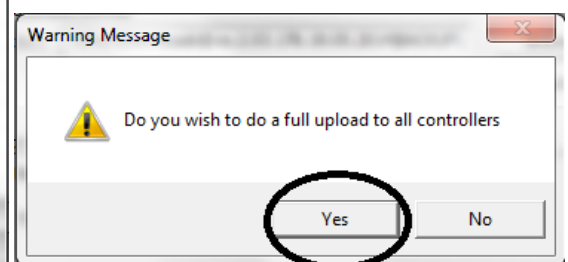 Warning Message
Do you wish to do a full upload to all controllers
Yes
No